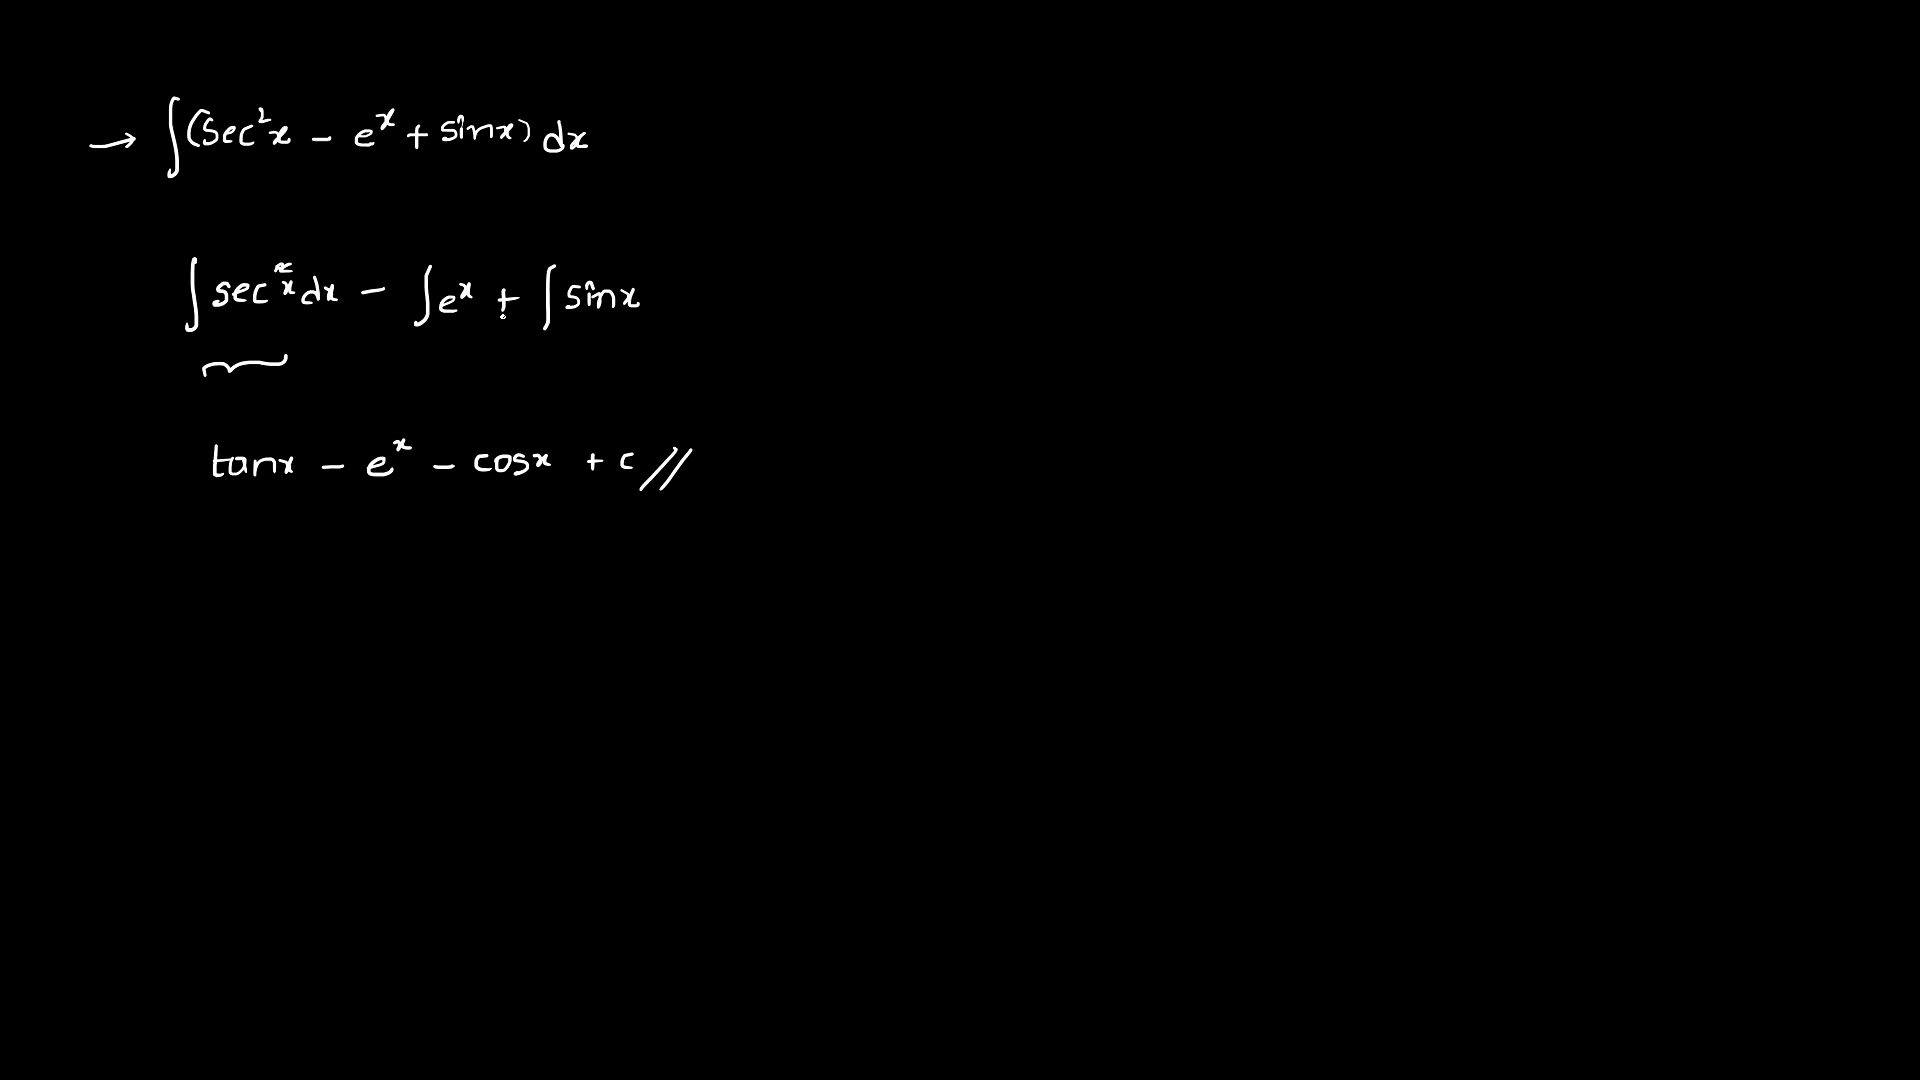 → ∫(sec²x − eˣ + sinx) dx
∫ sec²x dx − ∫eˣ + ∫ sinx
tanx − eˣ − cosx + c //